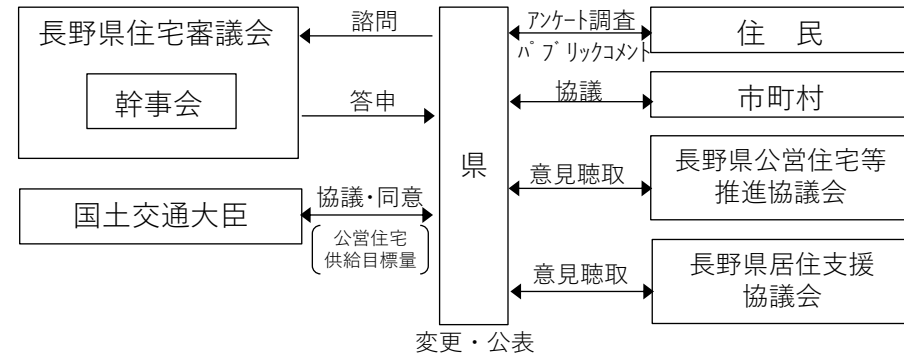 長野県住宅審議会
幹事会
諮問
答申
国土交通大臣
協議・同意
公営住宅
供給目標量
県
変更・公表
アンケート調査
パブリックコメント
住 民
協議
市町村
意見聴取
長野県公営住宅等
推進協議会
意見聴取
長野県居住支援
協議会